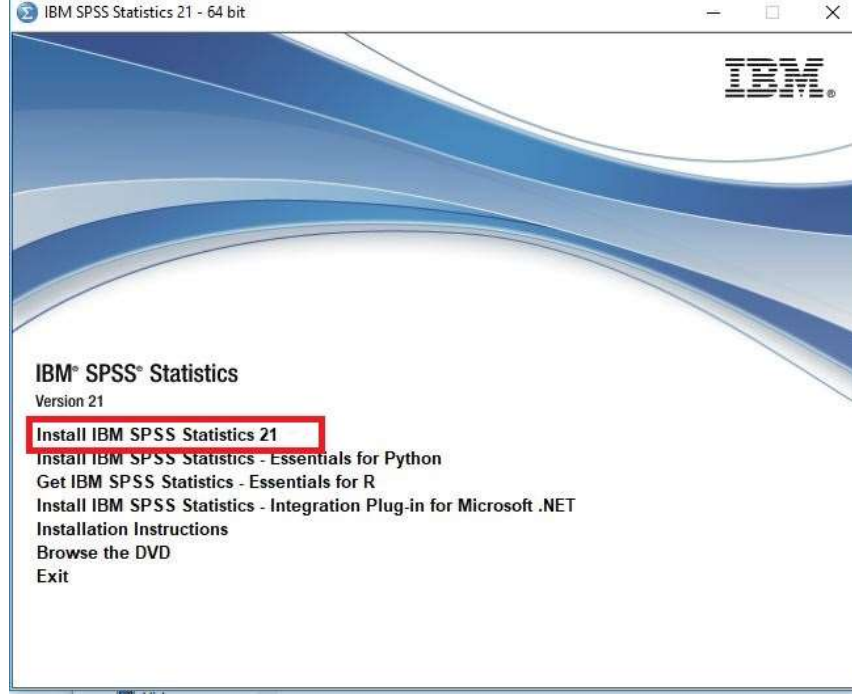 IBM SPSS Statistics 21 - 64 bit
IBM®
IBM® SPSS® Statistics
Version 21
Install IBM SPSS Statistics 21
Install IBM SPSS Statistics - Essentials for Python
Get IBM SPSS Statistics - Essentials for R
Install IBM SPSS Statistics - Integration Plug-in for Microsoft .NET
Installation Instructions
Browse the DVD
Exit